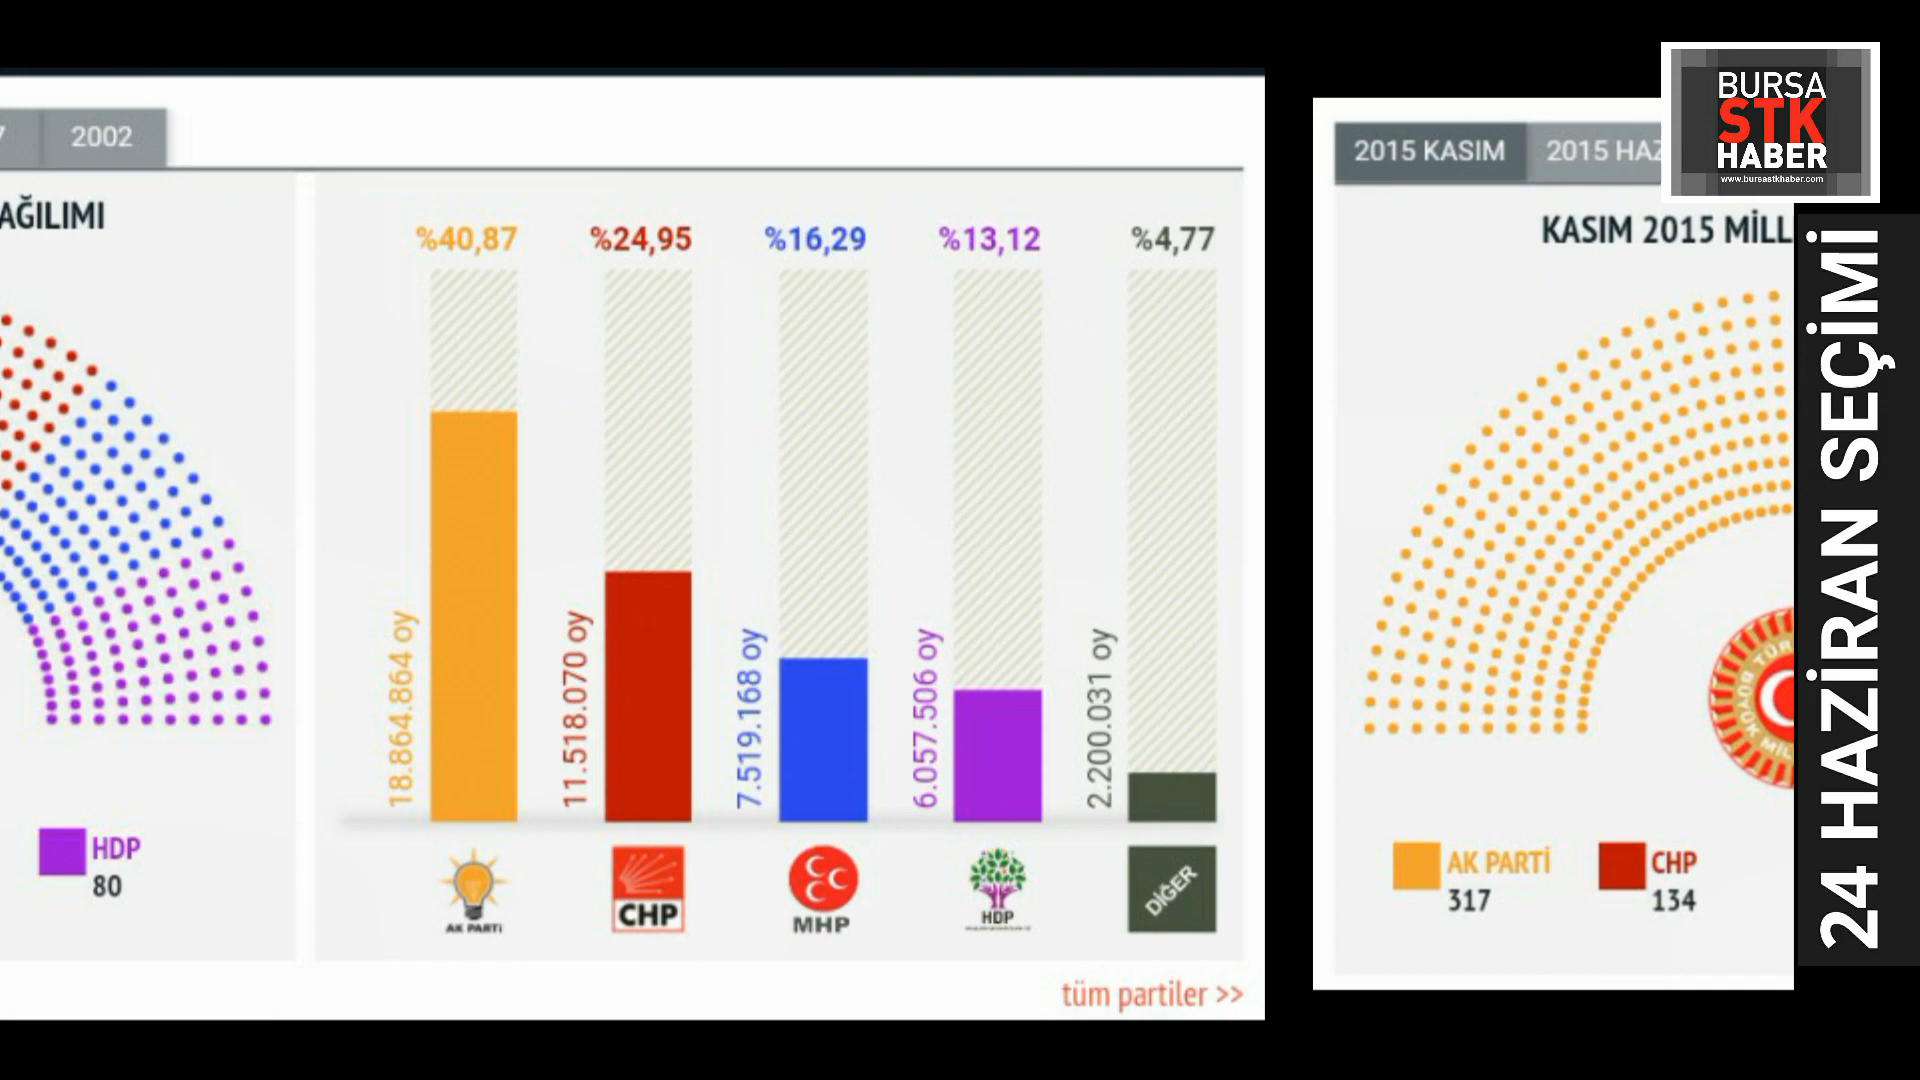 2002
AĞILIMI
%40,87
%24,95
%16,29
%13,12
%4,77
18.864.864 oy
11.518.070 oy
7.519.168 oy
6.057.506 oy
2.200.031 oy
HDP
80
AK PARTİ
CHP
MHP
HDP
DİĞER
tüm partiler >>
2015 KASIM
2015 HAZ
KASIM 2015 MİLL
AK PARTİ
317
CHP
134
BURSA
STK
HABER
www.bursastkhaber.com
24 HAZİRAN SEÇİMİ